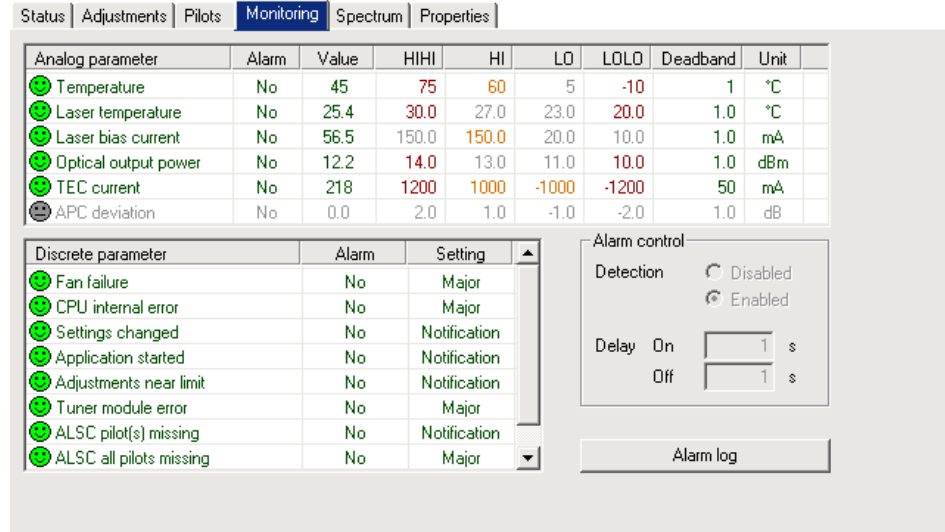 Status Adjustments Pilots Monitoring Spectrum Properties
Analog parameter Alarm Value HIHI HI LO LOLO Deadband Unit
Temperature No 45 75 60 5 -10 1 °C
Laser temperature No 25.4 30.0 27.0 23.0 20.0 1.0 °C
Laser bias current No 56.5 150.0 150.0 20.0 10.0 1.0 mA
Optical output power No 12.2 14.0 13.0 11.0 10.0 1.0 dBm
TEC current No 218 1200 1000 -1000 -1200 50 mA
APC deviation No 0.0 2.0 1.0 -1.0 -2.0 1.0 dB
Discrete parameter Alarm Setting
Fan failure No Major
CPU internal error No Major
Settings changed No Notification
Application started No Notification
Adjustments near limit No Notification
Tuner module error No Major
ALSC pilot(s) missing No Notification
ALSC all pilots missing No Major
Alarm control
Detection Disabled
Enabled
Delay On 1 s
Off 1 s
Alarm log